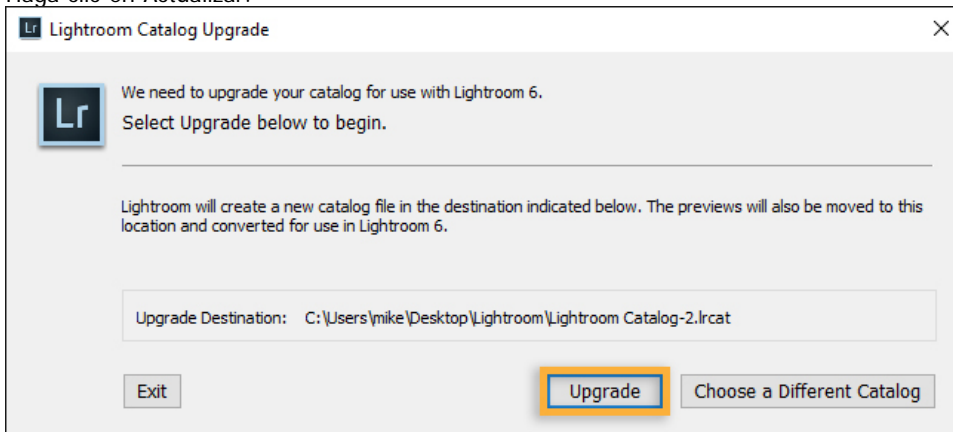 Haga clic en Actualizar.
Lr Lightroom Catalog Upgrade
Lr
We need to upgrade your catalog for use with Lightroom 6.
Select Upgrade below to begin.
Lightroom will create a new catalog file in the destination indicated below. The previews will also be moved to this
location and converted for use in Lightroom 6.
Upgrade Destination: C:\Users\mike\Desktop\Lightroom\Lightroom Catalog-2.lrcat
Exit Upgrade Choose a Different Catalog